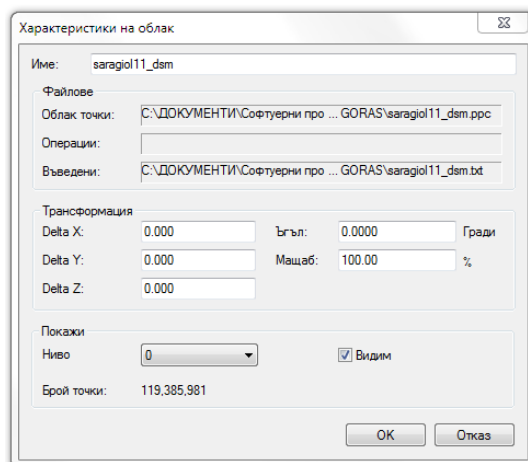 Характеристики на облак
Име: saragiol11_dsm
Файлове
Облак точки: C:\ДОКУМЕНТИ\Софтуерни про ... GORAS\saragiol11_dsm.ppc
Операции:
Въведени: C:\ДОКУМЕНТИ\Софтуерни про ... GORAS\saragiol11_dsm.txt
Трансформация
Delta X: 0.000 Ъгъл: 0.0000 Гради
Delta Y: 0.000 Мащаб: 100.00 %
Delta Z: 0.000
Покажи
Ниво 0 Видим
Брой точки: 119,385,981
OK Отказ